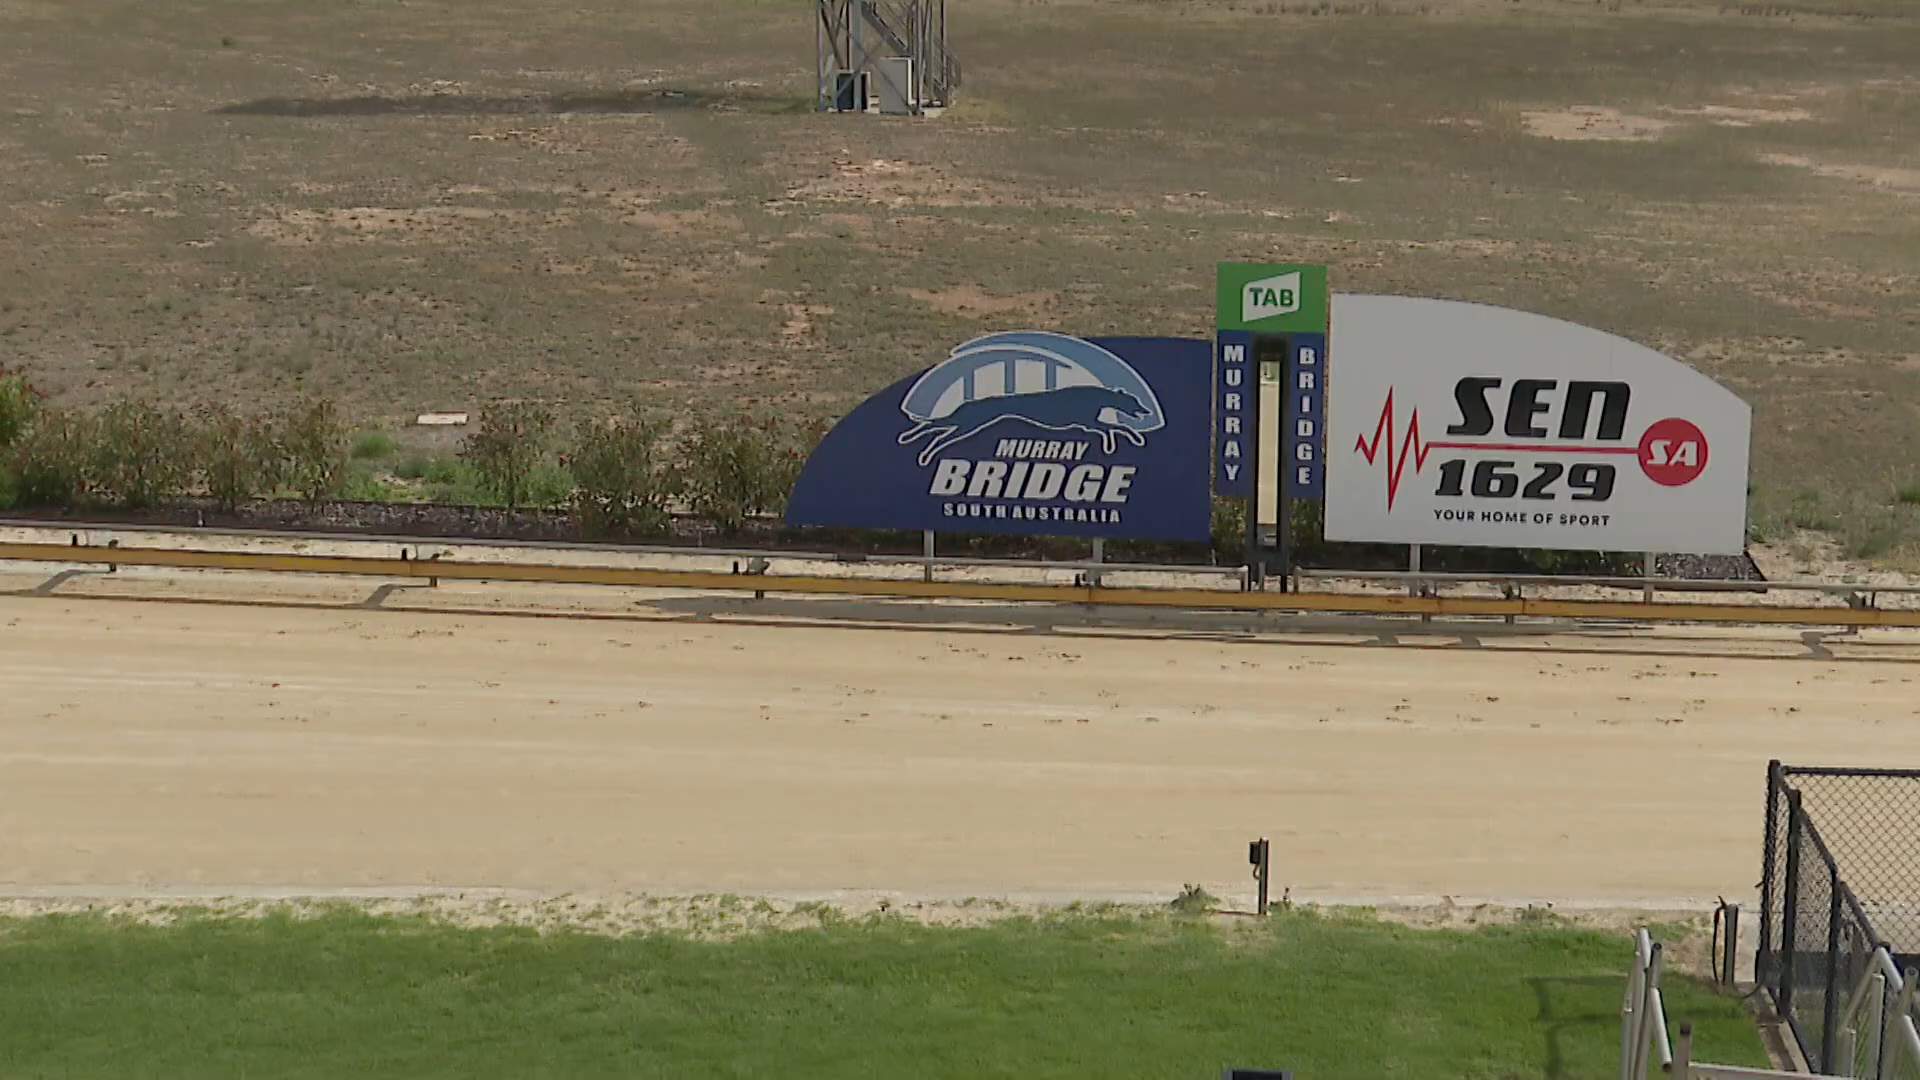 TAB
MURRAY
BRIDGE
MURRAY
BRIDGE
SOUTH AUSTRALIA
SEN
SA
1629
YOUR HOME OF SPORT